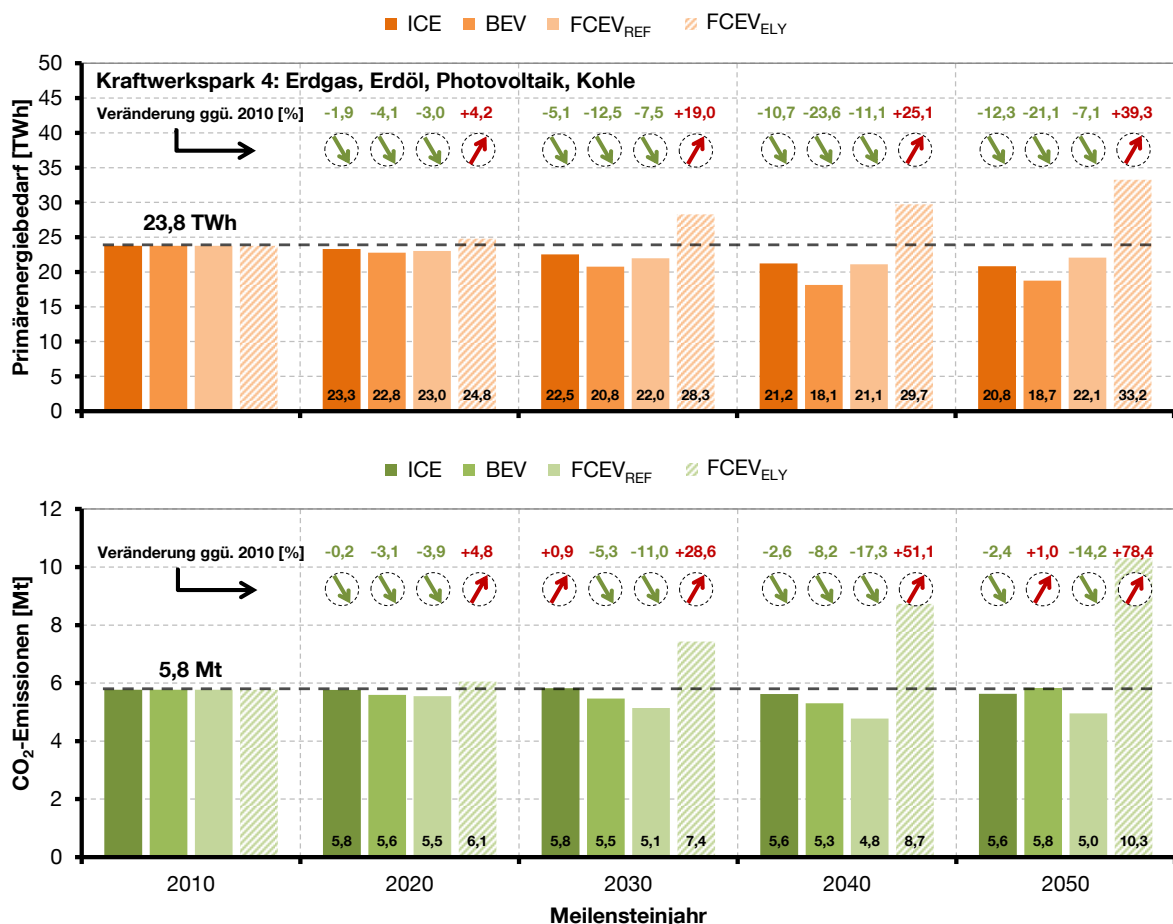 ICE BEV FCEV_REF FCEV_ELY
Primärenergiebedarf [TWh]
50
45
40
35
30
25
20
15
10
5
0
Kraftwerkspark 4: Erdgas, Erdöl, Photovoltaik, Kohle
Veränderung ggü. 2010 [%]
-1,9 -4,1 -3,0 +4,2 -5,1 -12,5 -7,5 +19,0 -10,7 -23,6 -11,1 +25,1 -12,3 -21,1 -7,1 +39,3
23,8 TWh
23,3 22,8 23,0 24,8 22,5 20,8 22,0 28,3 21,2 18,1 21,1 29,7 20,8 18,7 22,1 33,2
ICE BEV FCEV_REF FCEV_ELY
CO₂-Emissionen [Mt]
12
10
8
6
4
2
0
Veränderung ggü. 2010 [%]
-0,2 -3,1 -3,9 +4,8 +0,9 -5,3 -11,0 +28,6 -2,6 -8,2 -17,3 +51,1 -2,4 +1,0 -14,2 +78,4
5,8 Mt
5,8 5,6 5,5 6,1 5,8 5,5 5,1 7,4 5,6 5,3 4,8 8,7 5,6 5,8 5,0 10,3
2010 2020 2030 2040 2050
Meilensteinjahr